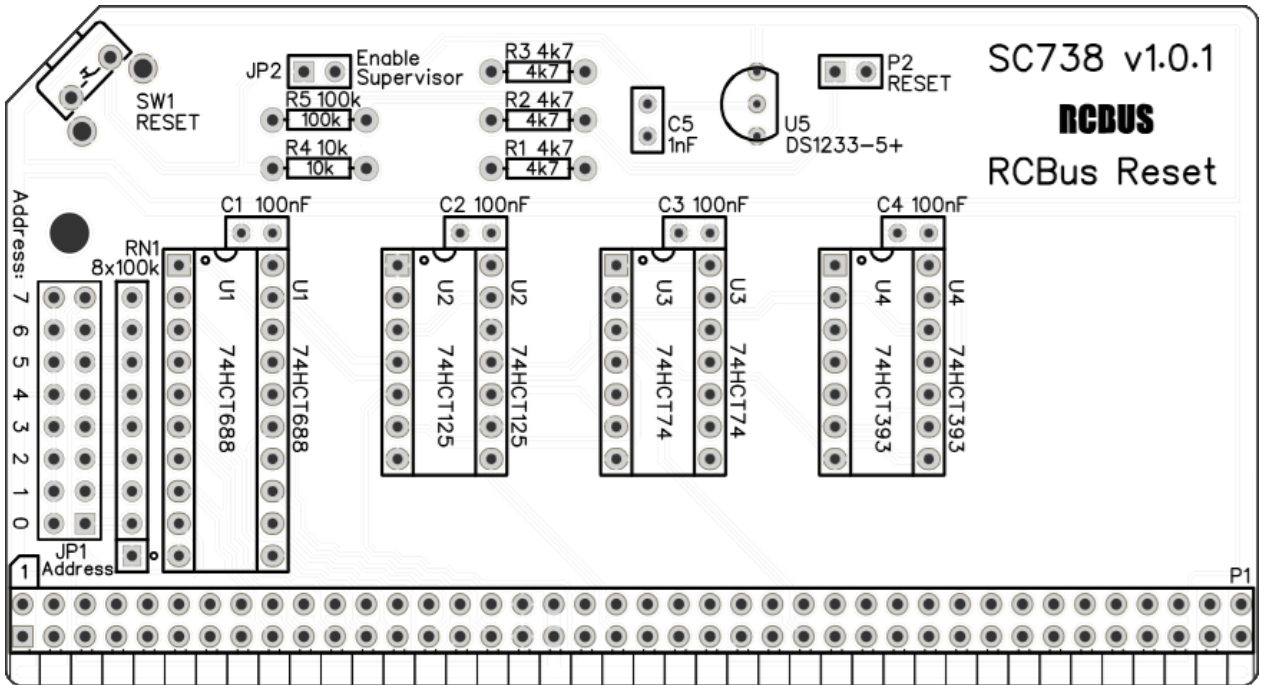 SC738 v1.0.1
RCBUS
RCBus Reset
SW1
RESET
JP2
Enable
Supervisor
R5 100k
100k
R4 10k
10k
R3 4k7
4k7
R2 4k7
4k7
R1 4k7
4k7
C5
1nF
U5
DS1233-5+
P2
RESET
C1 100nF
C2 100nF
C3 100nF
C4 100nF
Address: 7 6 5 4 3 2 1 0
RN1
8x100k
U1 74HCT688
U1 74HCT688
U2 74HCT125
U2 74HCT125
U3 74HCT74
U3 74HCT74
U4 74HCT393
U4 74HCT393
JP1
Address
1
P1